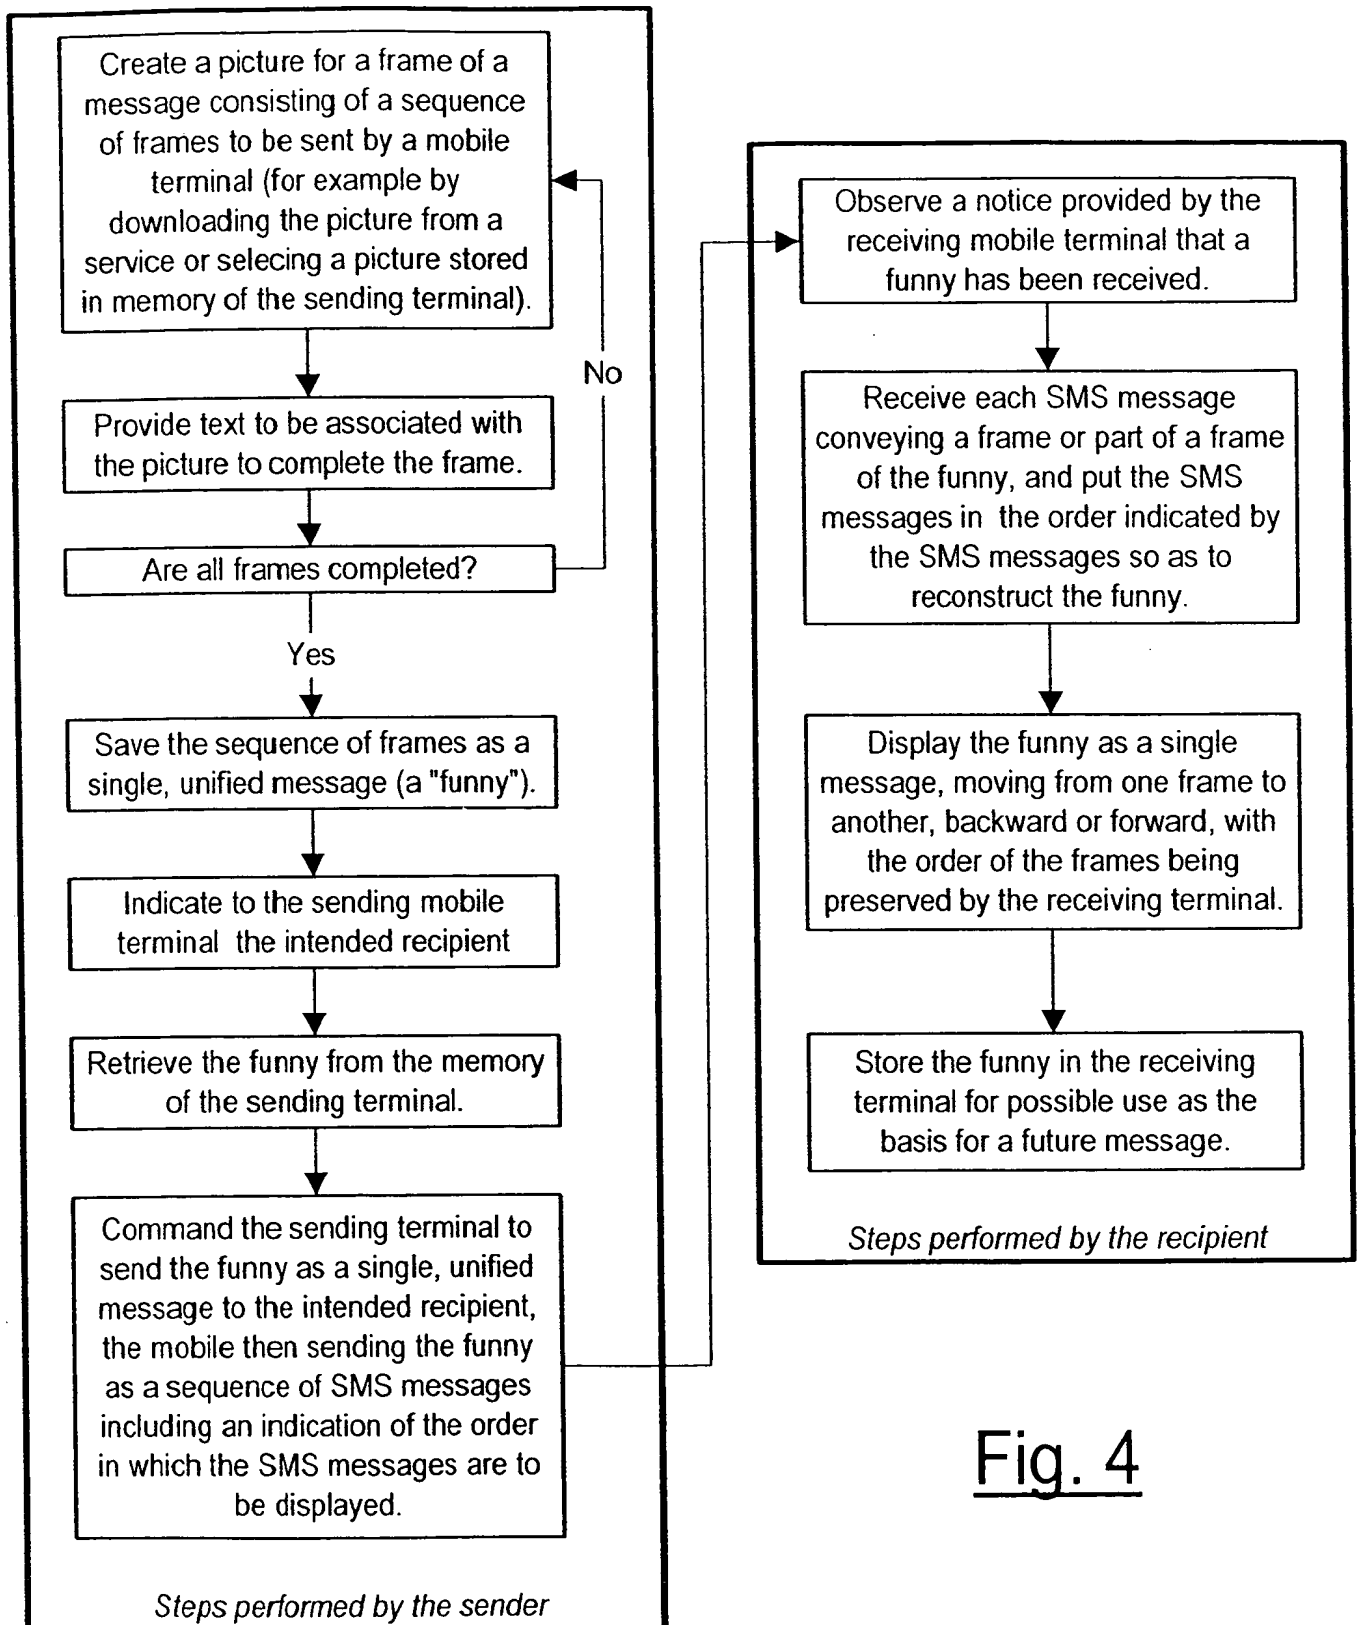 Create a picture for a frame of a
message consisting of a sequence
of frames to be sent by a mobile
terminal (for example by
downloading the picture from a
service or selecing a picture stored
in memory of the sending terminal).
No
Provide text to be associated with
the picture to complete the frame.
Are all frames completed?
Yes
Save the sequence of frames as a
single, unified message (a "funny").
Indicate to the sending mobile
terminal the intended recipient
Retrieve the funny from the memory
of the sending terminal.
Command the sending terminal to
send the funny as a single, unified
message to the intended recipient,
the mobile then sending the funny
as a sequence of SMS messages
including an indication of the order
in which the SMS messages are to
be displayed.
Steps performed by the sender
Observe a notice provided by the
receiving mobile terminal that a
funny has been received.
Receive each SMS message
conveying a frame or part of a frame
of the funny, and put the SMS
messages in the order indicated by
the SMS messages so as to
reconstruct the funny.
Display the funny as a single
message, moving from one frame to
another, backward or forward, with
the order of the frames being
preserved by the receiving terminal.
Store the funny in the receiving
terminal for possible use as the
basis for a future message.
Steps performed by the recipient
Fig. 4